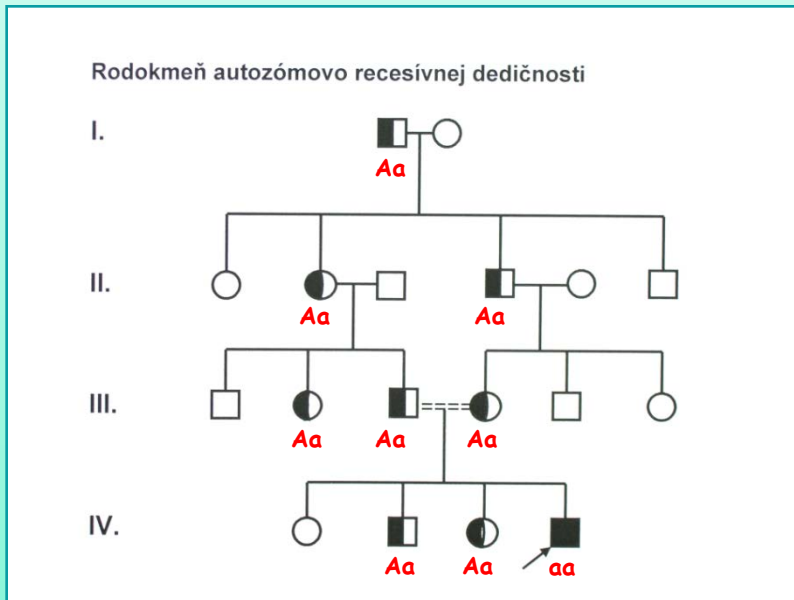 Rodokmeň autozómovo recesívnej dedičnosti
I.
Aa
II.
Aa Aa
III.
Aa Aa Aa
IV.
Aa Aa aa